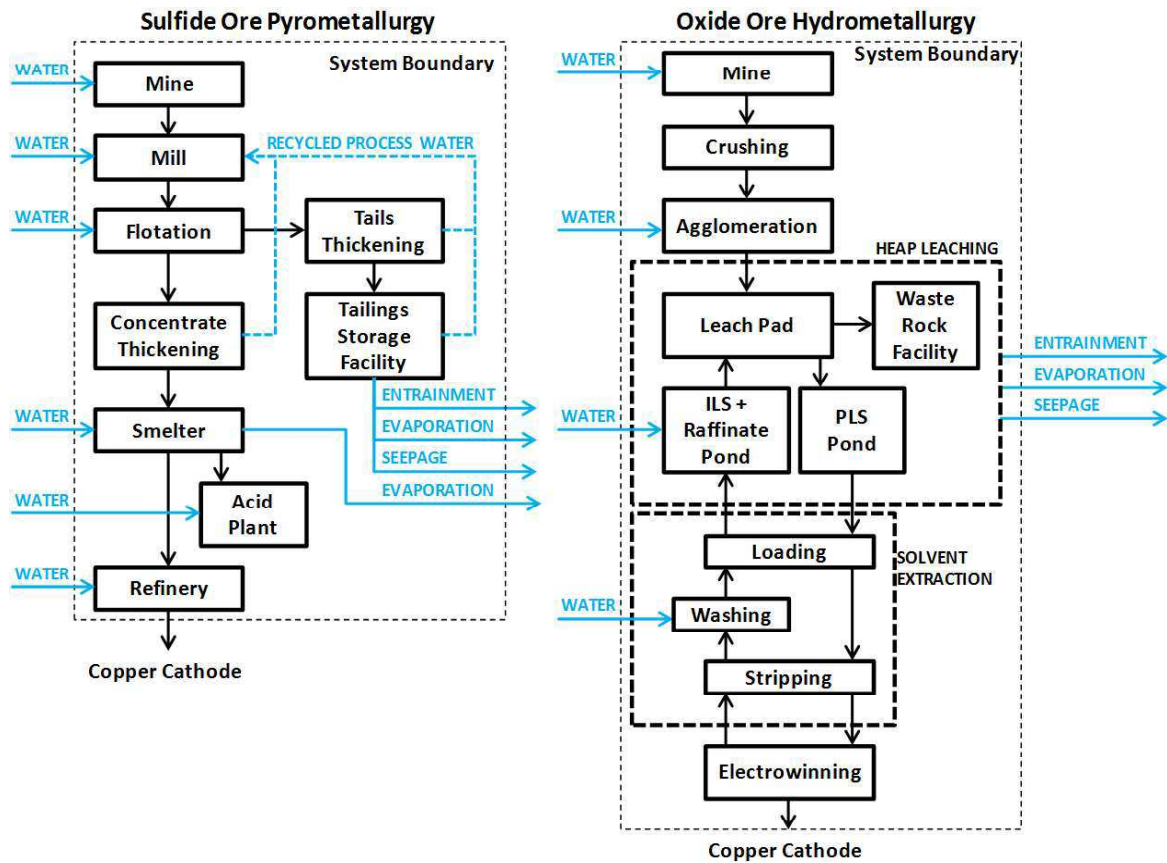 Sulfide Ore Pyrometallurgy
System Boundary
WATER
Mine
WATER
Mill
RECYCLED PROCESS WATER
WATER
Flotation
Tails
Thickening
Concentrate
Thickening
Tailings
Storage
Facility
ENTRAINMENT
EVAPORATION
SEEPAGE
EVAPORATION
WATER
Smelter
WATER
Acid
Plant
WATER
Refinery
Copper Cathode
Oxide Ore Hydrometallurgy
System Boundary
WATER
Mine
Crushing
WATER
Agglomeration
HEAP LEACHING
Leach Pad
Waste
Rock
Facility
ENTRAINMENT
EVAPORATION
SEEPAGE
WATER
ILS +
Raffinate
Pond
PLS
Pond
Loading
SOLVENT
EXTRACTION
WATER
Washing
Stripping
Electrowinning
Copper Cathode